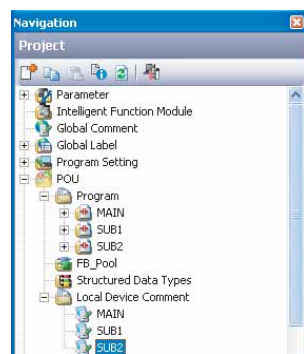 Navigation
Project
Parameter
Intelligent Function Module
Global Comment
Global Label
Program Setting
POU
Program
MAIN
SUB1
SUB2
FB_Pool
Structured Data Types
Local Device Comment
MAIN
SUB1
SUB2